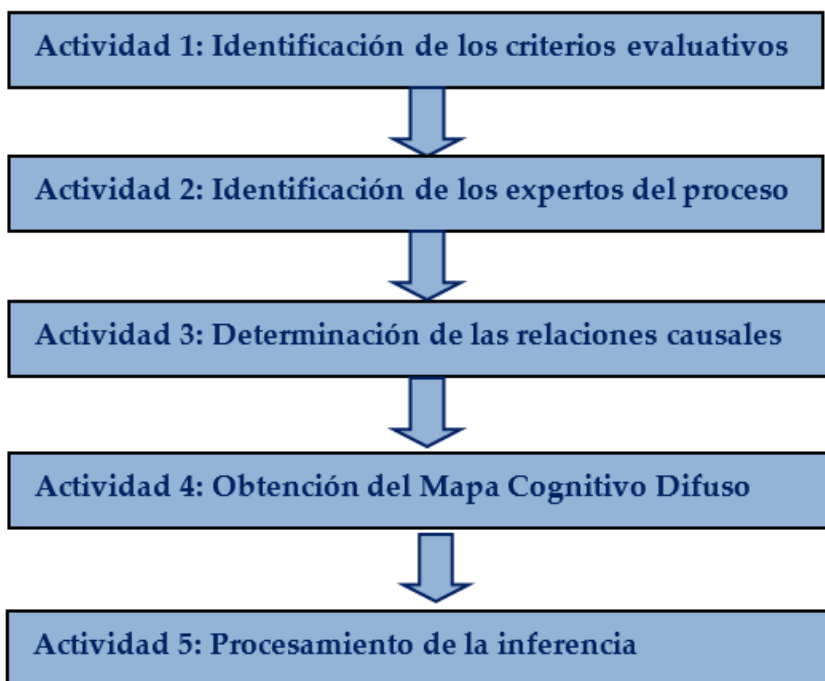 Actividad 1: Identificación de los criterios evaluativos
Actividad 2: Identificación de los expertos del proceso
Actividad 3: Determinación de las relaciones causales
Actividad 4: Obtención del Mapa Cognitivo Difuso
Actividad 5: Procesamiento de la inferencia